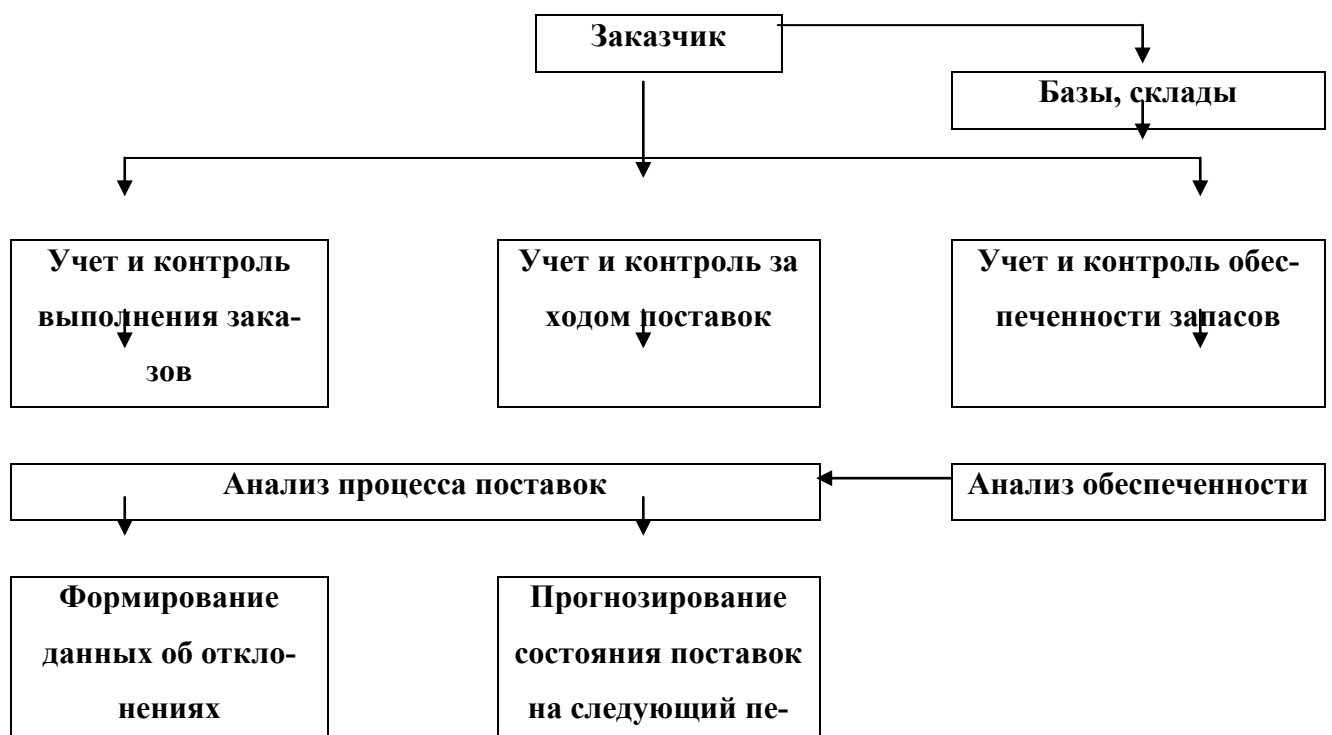 Заказчик
Базы, склады
Учет и контроль
выполнения зака-
зов
Учет и контроль за
ходом поставок
Учет и контроль обес-
печенности запасов
Анализ процесса поставок
Анализ обеспеченности
Формирование
данных об откло-
нениях
Прогнозирование
состояния поставок
на следующий пе-